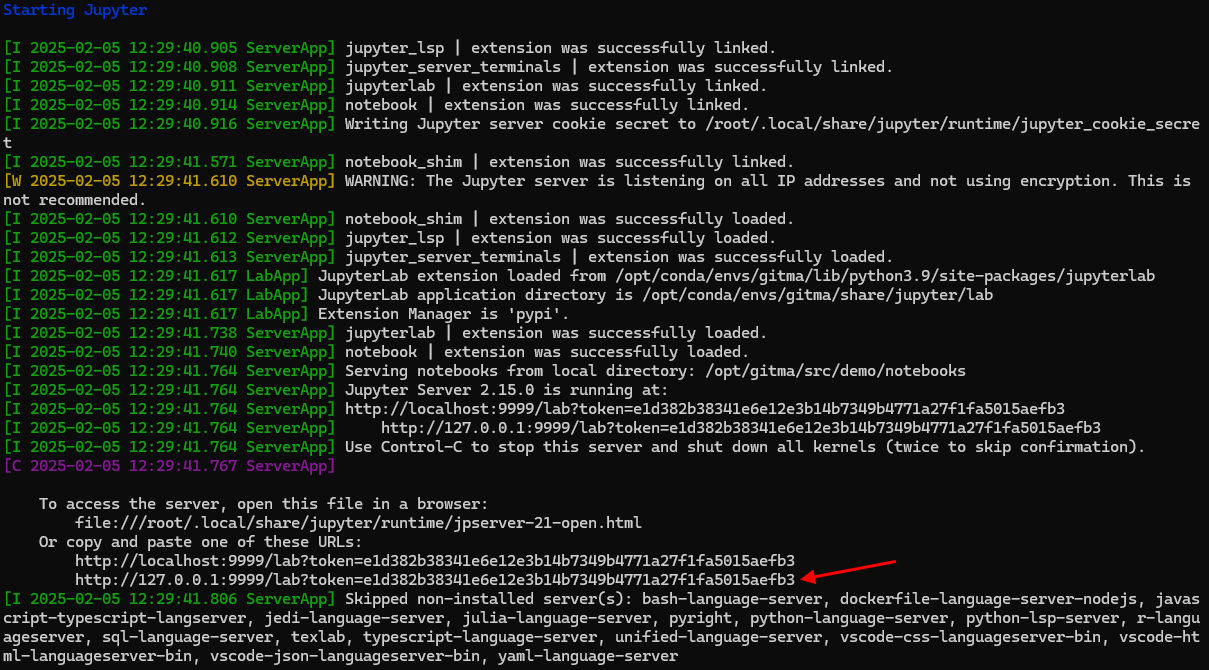 Starting Jupyter
[I 2025-02-05 12:29:40.905 ServerApp] jupyter_lsp | extension was successfully linked.
[I 2025-02-05 12:29:40.908 ServerApp] jupyter_server_terminals | extension was successfully linked.
[I 2025-02-05 12:29:40.911 ServerApp] jupyterlab | extension was successfully linked.
[I 2025-02-05 12:29:40.914 ServerApp] notebook | extension was successfully linked.
[I 2025-02-05 12:29:40.916 ServerApp] Writing Jupyter server cookie secret to /root/.local/share/jupyter/runtime/jupyter_cookie_secre
t
[I 2025-02-05 12:29:41.571 ServerApp] notebook_shim | extension was successfully linked.
[W 2025-02-05 12:29:41.610 ServerApp] WARNING: The Jupyter server is listening on all IP addresses and not using encryption. This is
not recommended.
[I 2025-02-05 12:29:41.610 ServerApp] notebook_shim | extension was successfully loaded.
[I 2025-02-05 12:29:41.612 ServerApp] jupyter_lsp | extension was successfully loaded.
[I 2025-02-05 12:29:41.613 ServerApp] jupyter_server_terminals | extension was successfully loaded.
[I 2025-02-05 12:29:41.617 LabApp] JupyterLab extension loaded from /opt/conda/envs/gitma/lib/python3.9/site-packages/jupyterlab
[I 2025-02-05 12:29:41.617 LabApp] JupyterLab application directory is /opt/conda/envs/gitma/share/jupyter/lab
[I 2025-02-05 12:29:41.617 LabApp] Extension Manager is 'pypi'.
[I 2025-02-05 12:29:41.738 ServerApp] jupyterlab | extension was successfully loaded.
[I 2025-02-05 12:29:41.740 ServerApp] notebook | extension was successfully loaded.
[I 2025-02-05 12:29:41.764 ServerApp] Serving notebooks from local directory: /opt/gitma/src/demo/notebooks
[I 2025-02-05 12:29:41.764 ServerApp] Jupyter Server 2.15.0 is running at:
[I 2025-02-05 12:29:41.764 ServerApp] http://localhost:9999/lab?token=e1d382b38341e6e12e3b14b7349b4771a27f1fa5015aefb3
[I 2025-02-05 12:29:41.764 ServerApp]     http://127.0.0.1:9999/lab?token=e1d382b38341e6e12e3b14b7349b4771a27f1fa5015aefb3
[I 2025-02-05 12:29:41.764 ServerApp] Use Control-C to stop this server and shut down all kernels (twice to skip confirmation).
[C 2025-02-05 12:29:41.767 ServerApp]
    To access the server, open this file in a browser:
        file:///root/.local/share/jupyter/runtime/jpserver-21-open.html
    Or copy and paste one of these URLs:
        http://localhost:9999/lab?token=e1d382b38341e6e12e3b14b7349b4771a27f1fa5015aefb3
        http://127.0.0.1:9999/lab?token=e1d382b38341e6e12e3b14b7349b4771a27f1fa5015aefb3
[I 2025-02-05 12:29:41.806 ServerApp] Skipped non-installed server(s): bash-language-server, dockerfile-language-server-nodejs, javas
cript-typescript-langserver, jedi-language-server, julia-language-server, pyright, python-language-server, python-lsp-server, r-langu
ageserver, sql-language-server, texlab, typescript-language-server, unified-language-server, vscode-css-languageserver-bin, vscode-ht
ml-languageserver-bin, vscode-json-languageserver-bin, yaml-language-server